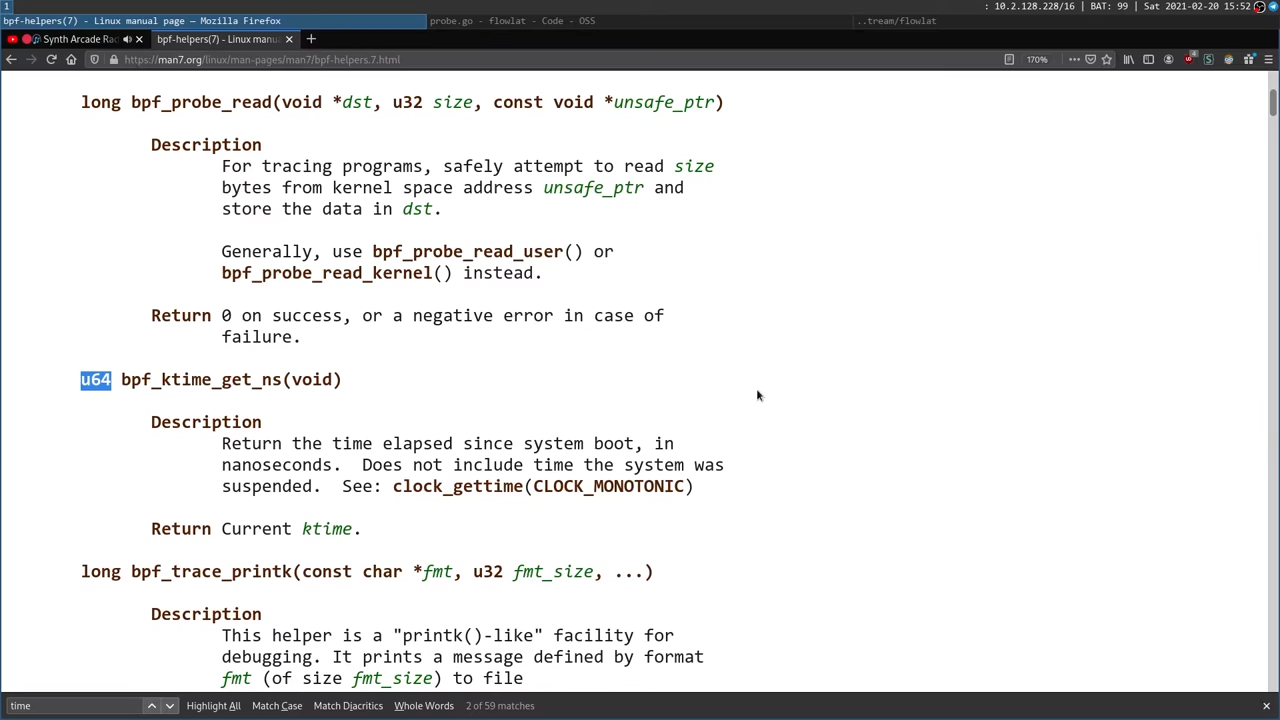 1
: 10.2.128.228/16 | BAT: 99 | Sat 2021-02-20 15:52
bpf-helpers(7) - Linux manual page — Mozilla Firefox
probe.go - flowlat - Code - OSS
..tream/flowlat
Synth Arcade Rad
bpf-helpers(7) - Linux manu
https://man7.org/linux/man-pages/man7/bpf-helpers.7.html
170%
4
long bpf_probe_read(void *dst, u32 size, const void *unsafe_ptr)
Description
For tracing programs, safely attempt to read size
bytes from kernel space address unsafe_ptr and
store the data in dst.
Generally, use bpf_probe_read_user() or
bpf_probe_read_kernel() instead.
Return 0 on success, or a negative error in case of
failure.
u64 bpf_ktime_get_ns(void)
Description
Return the time elapsed since system boot, in
nanoseconds.  Does not include time the system was
suspended.  See: clock_gettime(CLOCK_MONOTONIC)
Return Current ktime.
long bpf_trace_printk(const char *fmt, u32 fmt_size, ...)
Description
This helper is a "printk()-like" facility for
debugging. It prints a message defined by format
fmt (of size fmt_size) to file
time
Highlight All
Match Case
Match Diacritics
Whole Words
2 of 59 matches